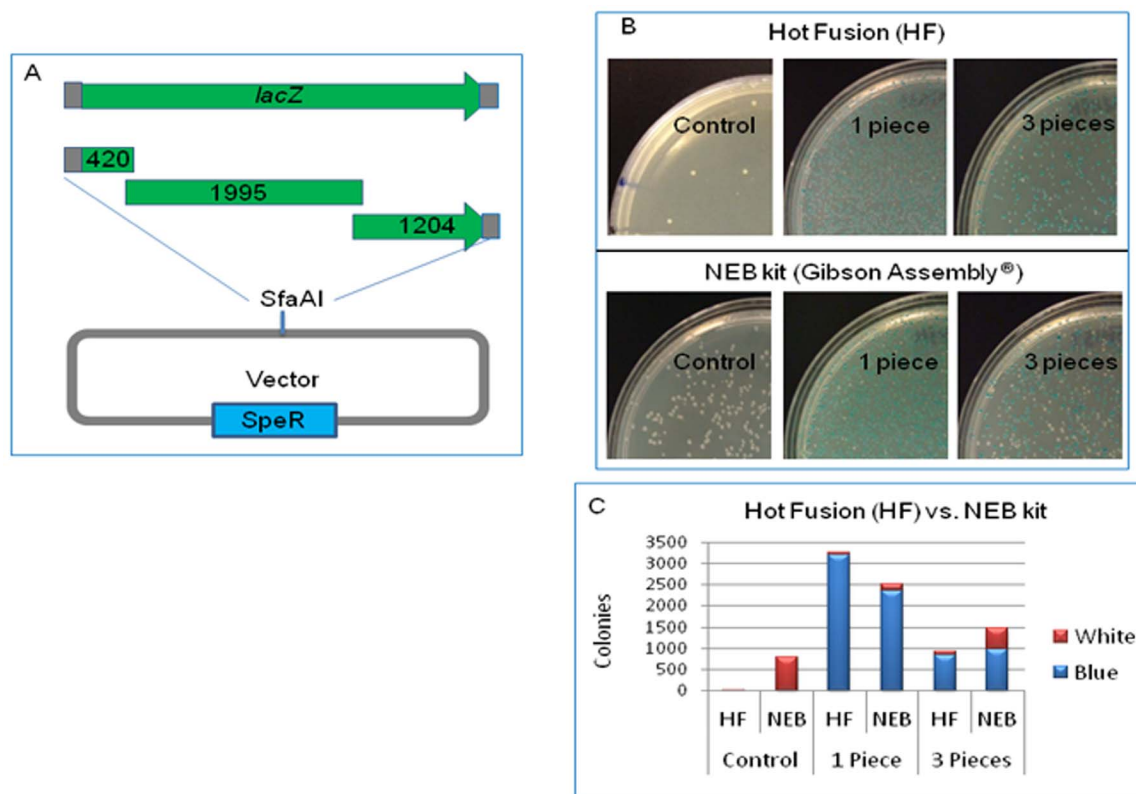 A
lacZ
420
1995
1204
SfaAI
Vector
SpeR
B
Hot Fusion (HF)
Control
1 piece
3 pieces
NEB kit (Gibson Assembly®)
Control
1 piece
3 pieces
C
Hot Fusion (HF) vs. NEB kit
Colonies
3500
3000
2500
2000
1500
1000
500
0
HF NEB HF NEB HF NEB
Control 1 Piece 3 Pieces
White
Blue